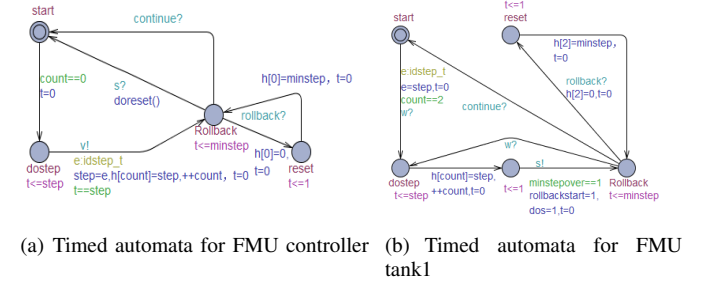 start
continue?
count==0
t=0
s?
doreset()
h[0]=minstep, t=0
rollback?
Rollback
t<=minstep
v!
e:idstep_t
step=e,h[count]=step,++count, t=0
t==step
dostep
t<=step
h[0]=0,
t=0
reset
t<=1
(a) Timed automata for FMU controller
t<=1
reset
start
h[2]=minstep,
t=0
e:idstep_t
e=step,t=0
count==2
w?
rollback?
h[2]=0,t=0
continue?
w?
s!
dostep
t<=step
h[count]=step,
++count,t=0
t<=1
minstepover==1
rollbackstart=1,
dos=1,t=0
Rollback
t<=minstep
(b) Timed automata for FMU
tank1